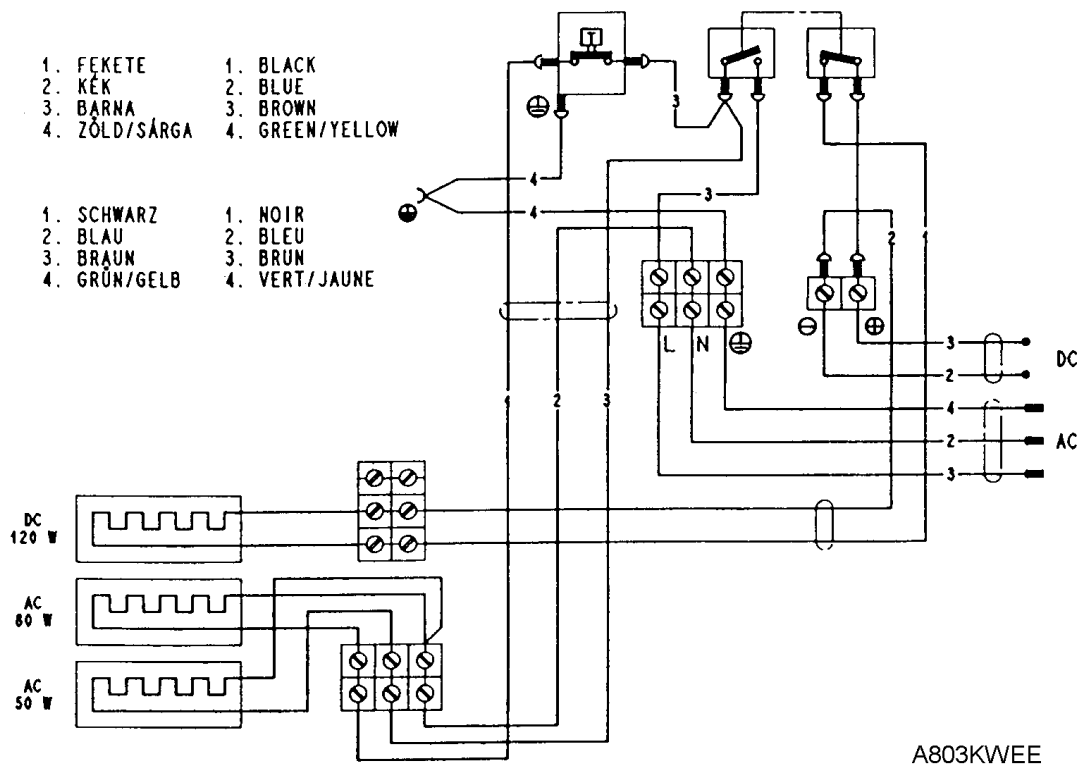 1. FEKETE
2. KÉK
3. BARNA
4. ZÖLD/SÁRGA
1. BLACK
2. BLUE
3. BROWN
4. GREEN/YELLOW
1. SCHWARZ
2. BLAU
3. BRAUN
4. GRÜN/GELB
1. NOIR
2. BLEU
3. BRUN
4. VERT/JAUNE
T
3
4
4
3
2
1
L N
3
2
DC
4
2
AC
3
1 2 3
DC
120 W
AC
80 W
AC
50 W
A803KWEE